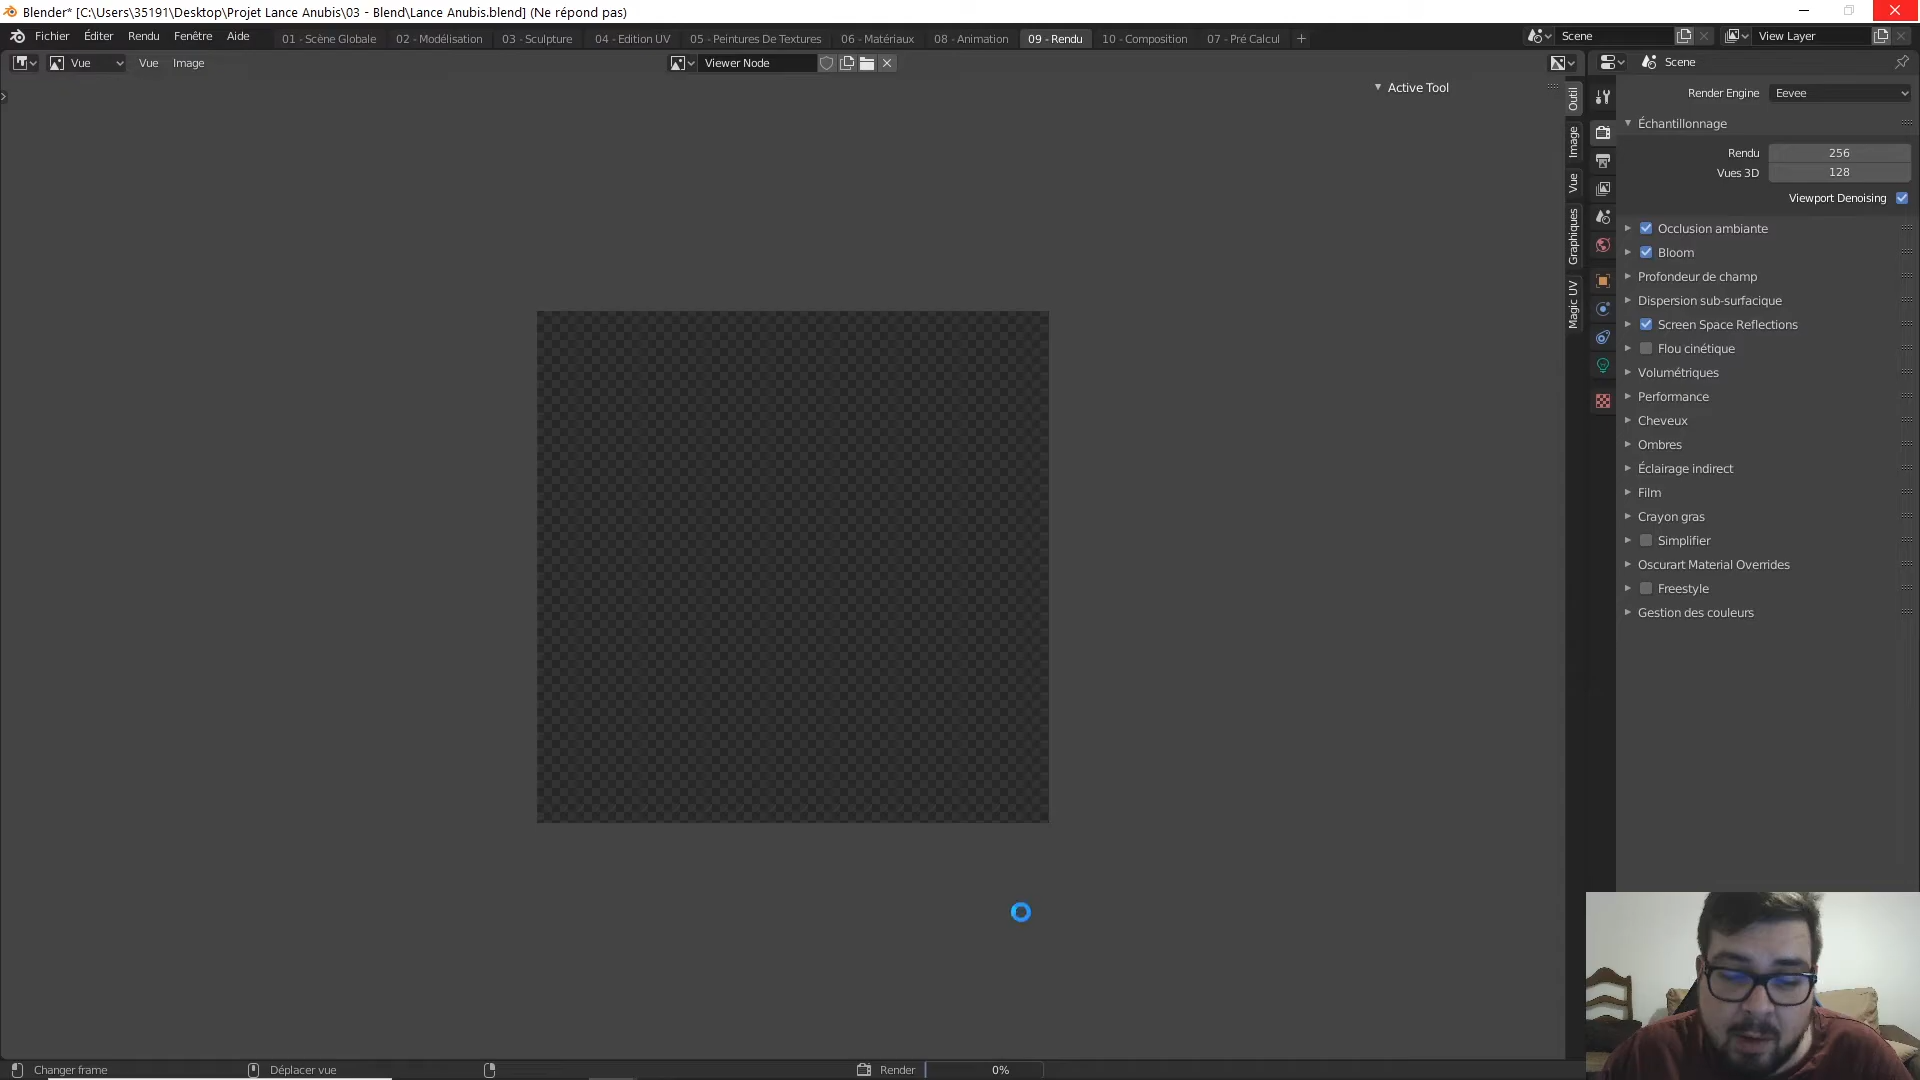 Blender* [C:\Users\35191\Desktop\Projet Lance Anubis\03 - Blend\Lance Anubis.blend] (Ne répond pas)
Fichier Éditer Rendu Fenêtre Aide 01 - Scène Globale 02 - Modélisation 03 - Sculpture 04 - Edition UV 05 - Peintures De Textures 06 - Matériaux 08 - Animation 09 - Rendu 10 - Composition 07 - Pré Calcul + Scene View Layer
Vue Vue Image Viewer Node Scene
Active Tool
Outil
Image
Vue
Graphiques
Magic UV
Render Engine Eevee
Échantillonnage
Rendu 256
Vues 3D 128
Viewport Denoising
Occlusion ambiante
Bloom
Profondeur de champ
Dispersion sub-surfacique
Screen Space Reflections
Flou cinétique
Volumétriques
Performance
Cheveux
Ombres
Éclairage indirect
Film
Crayon gras
Simplifier
Oscurart Material Overrides
Freestyle
Gestion des couleurs
Changer frame Déplacer vue Render 0%